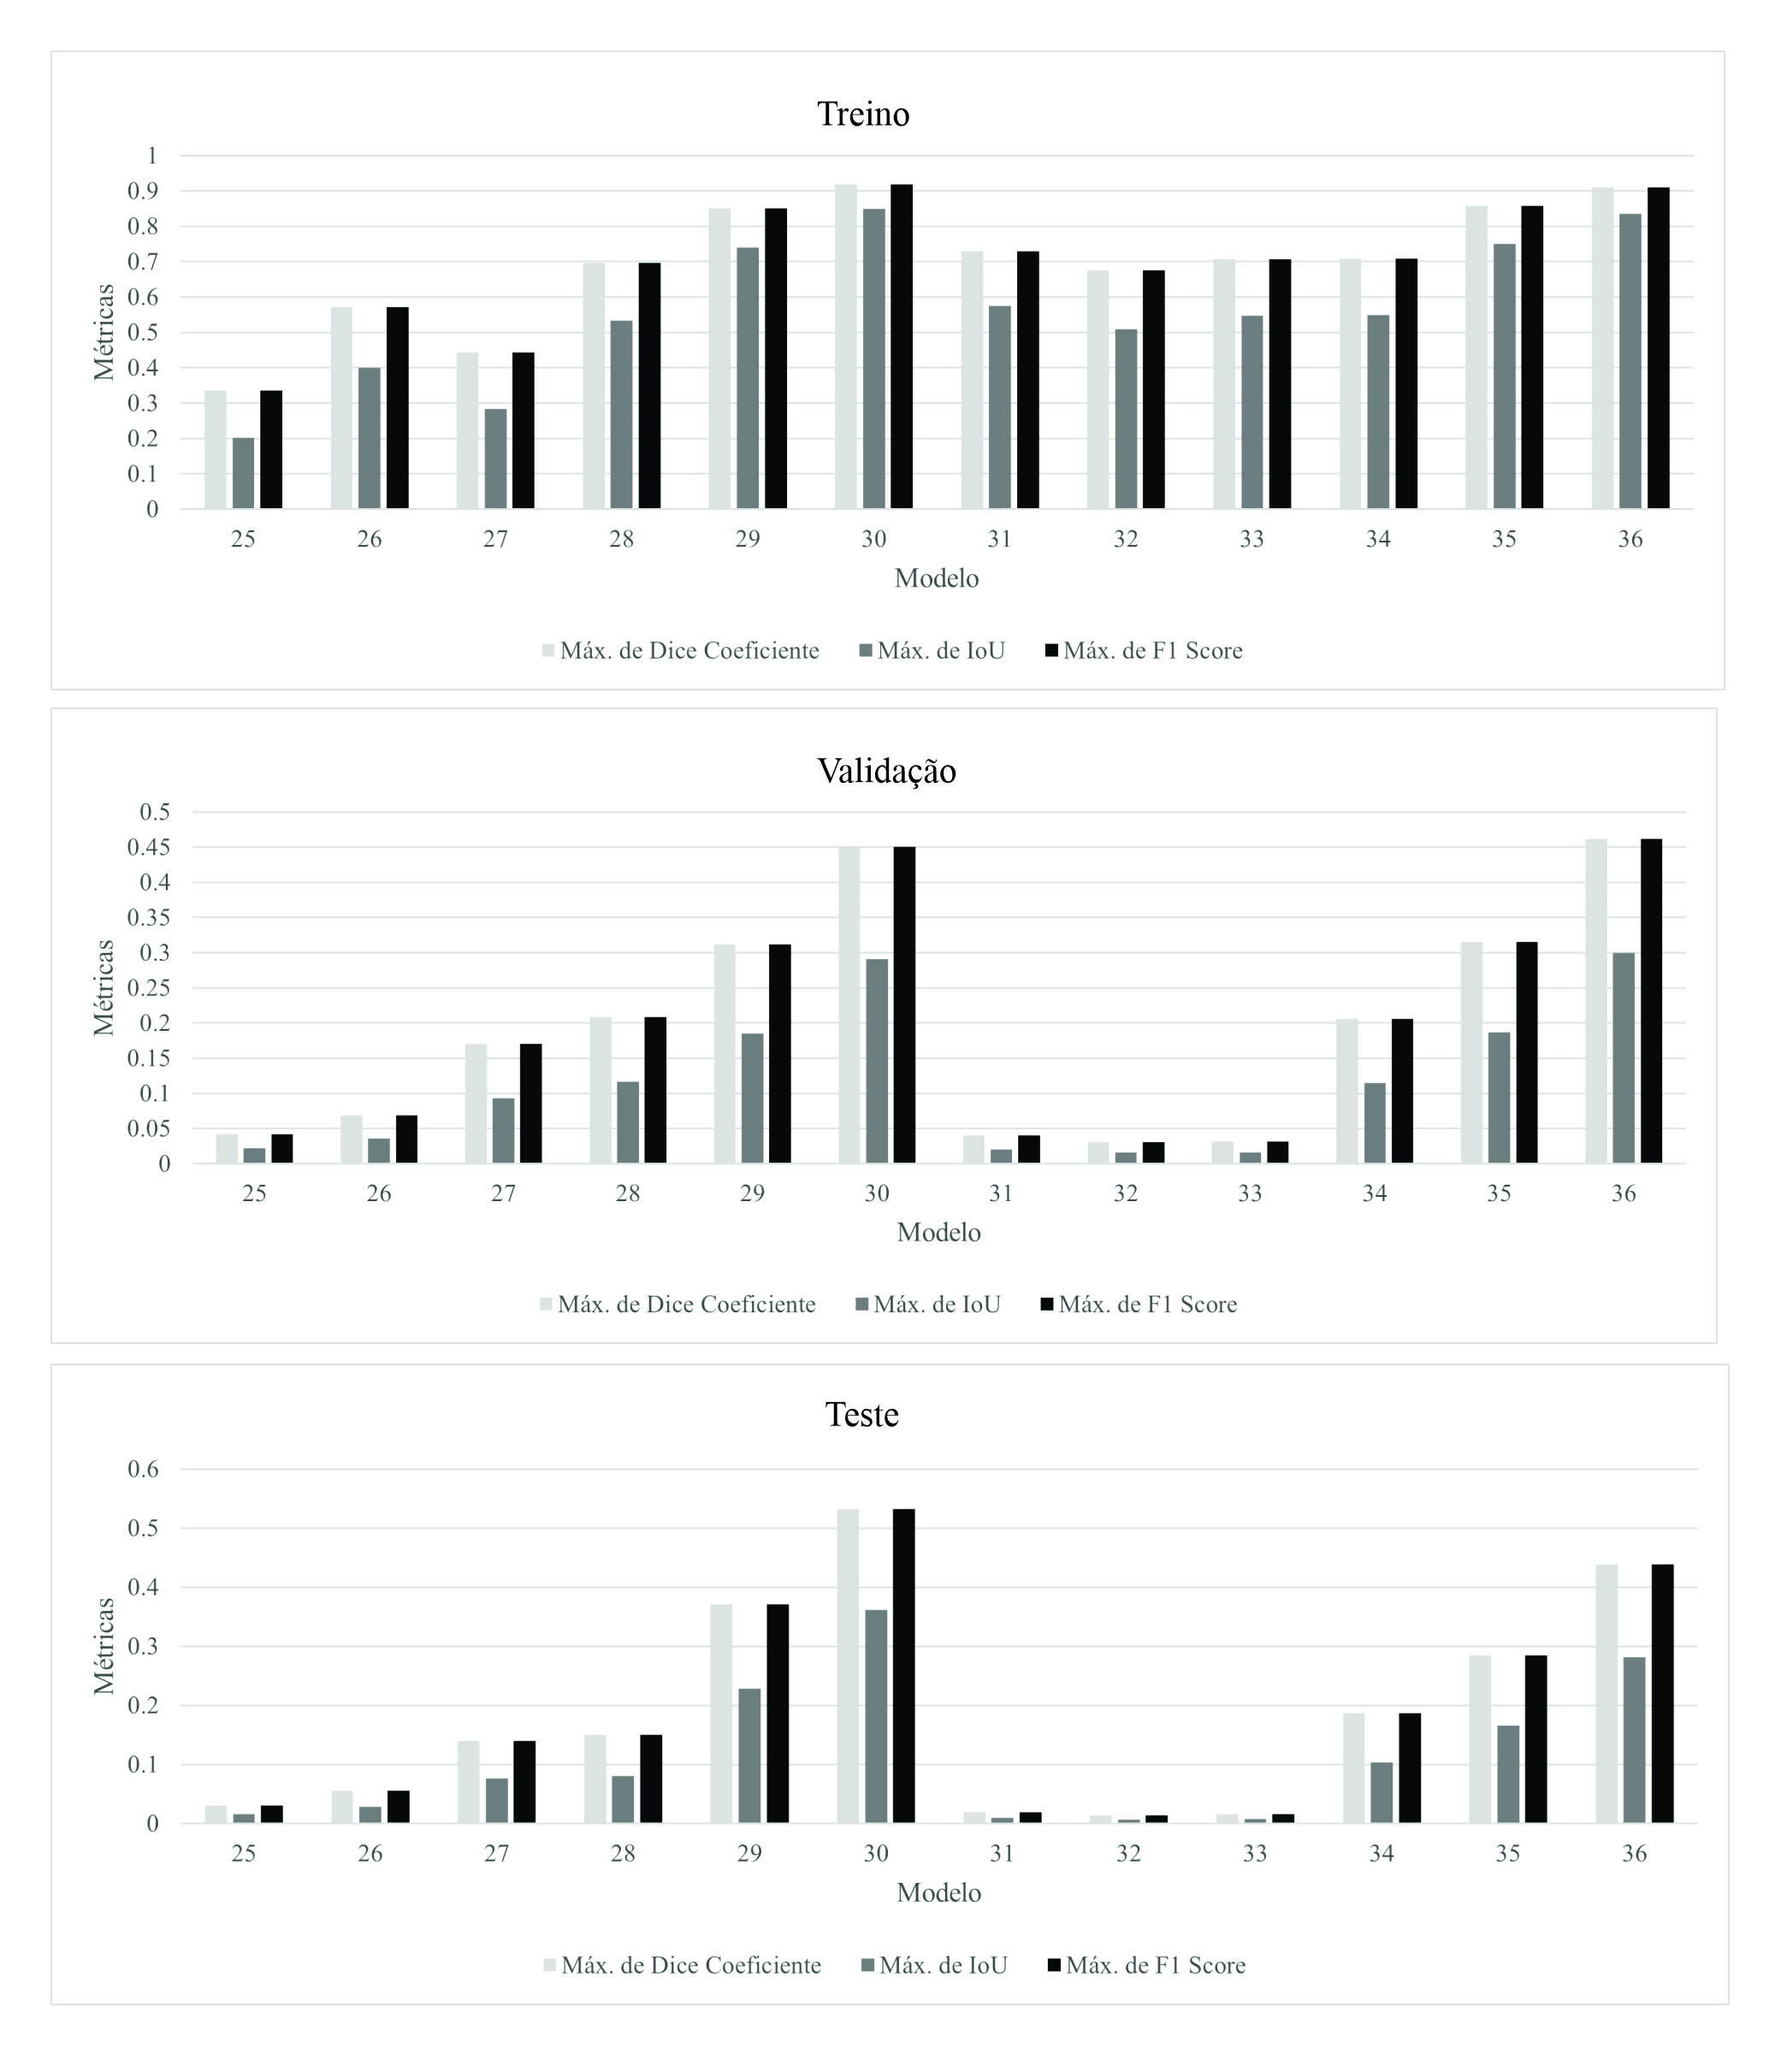 Treino
1
0.9
0.8
0.7
0.6
0.5
0.4
0.3
0.2
0.1
0
Métricas
25 26 27 28 29 30 31 32 33 34 35 36
Modelo
Máx. de Dice Coeficiente Máx. de IoU Máx. de F1 Score
Validação
0.5
0.45
0.4
0.35
0.3
0.25
0.2
0.15
0.1
0.05
0
Métricas
25 26 27 28 29 30 31 32 33 34 35 36
Modelo
Máx. de Dice Coeficiente Máx. de IoU Máx. de F1 Score
Teste
0.6
0.5
0.4
0.3
0.2
0.1
0
Métricas
25 26 27 28 29 30 31 32 33 34 35 36
Modelo
Máx. de Dice Coeficiente Máx. de IoU Máx. de F1 Score